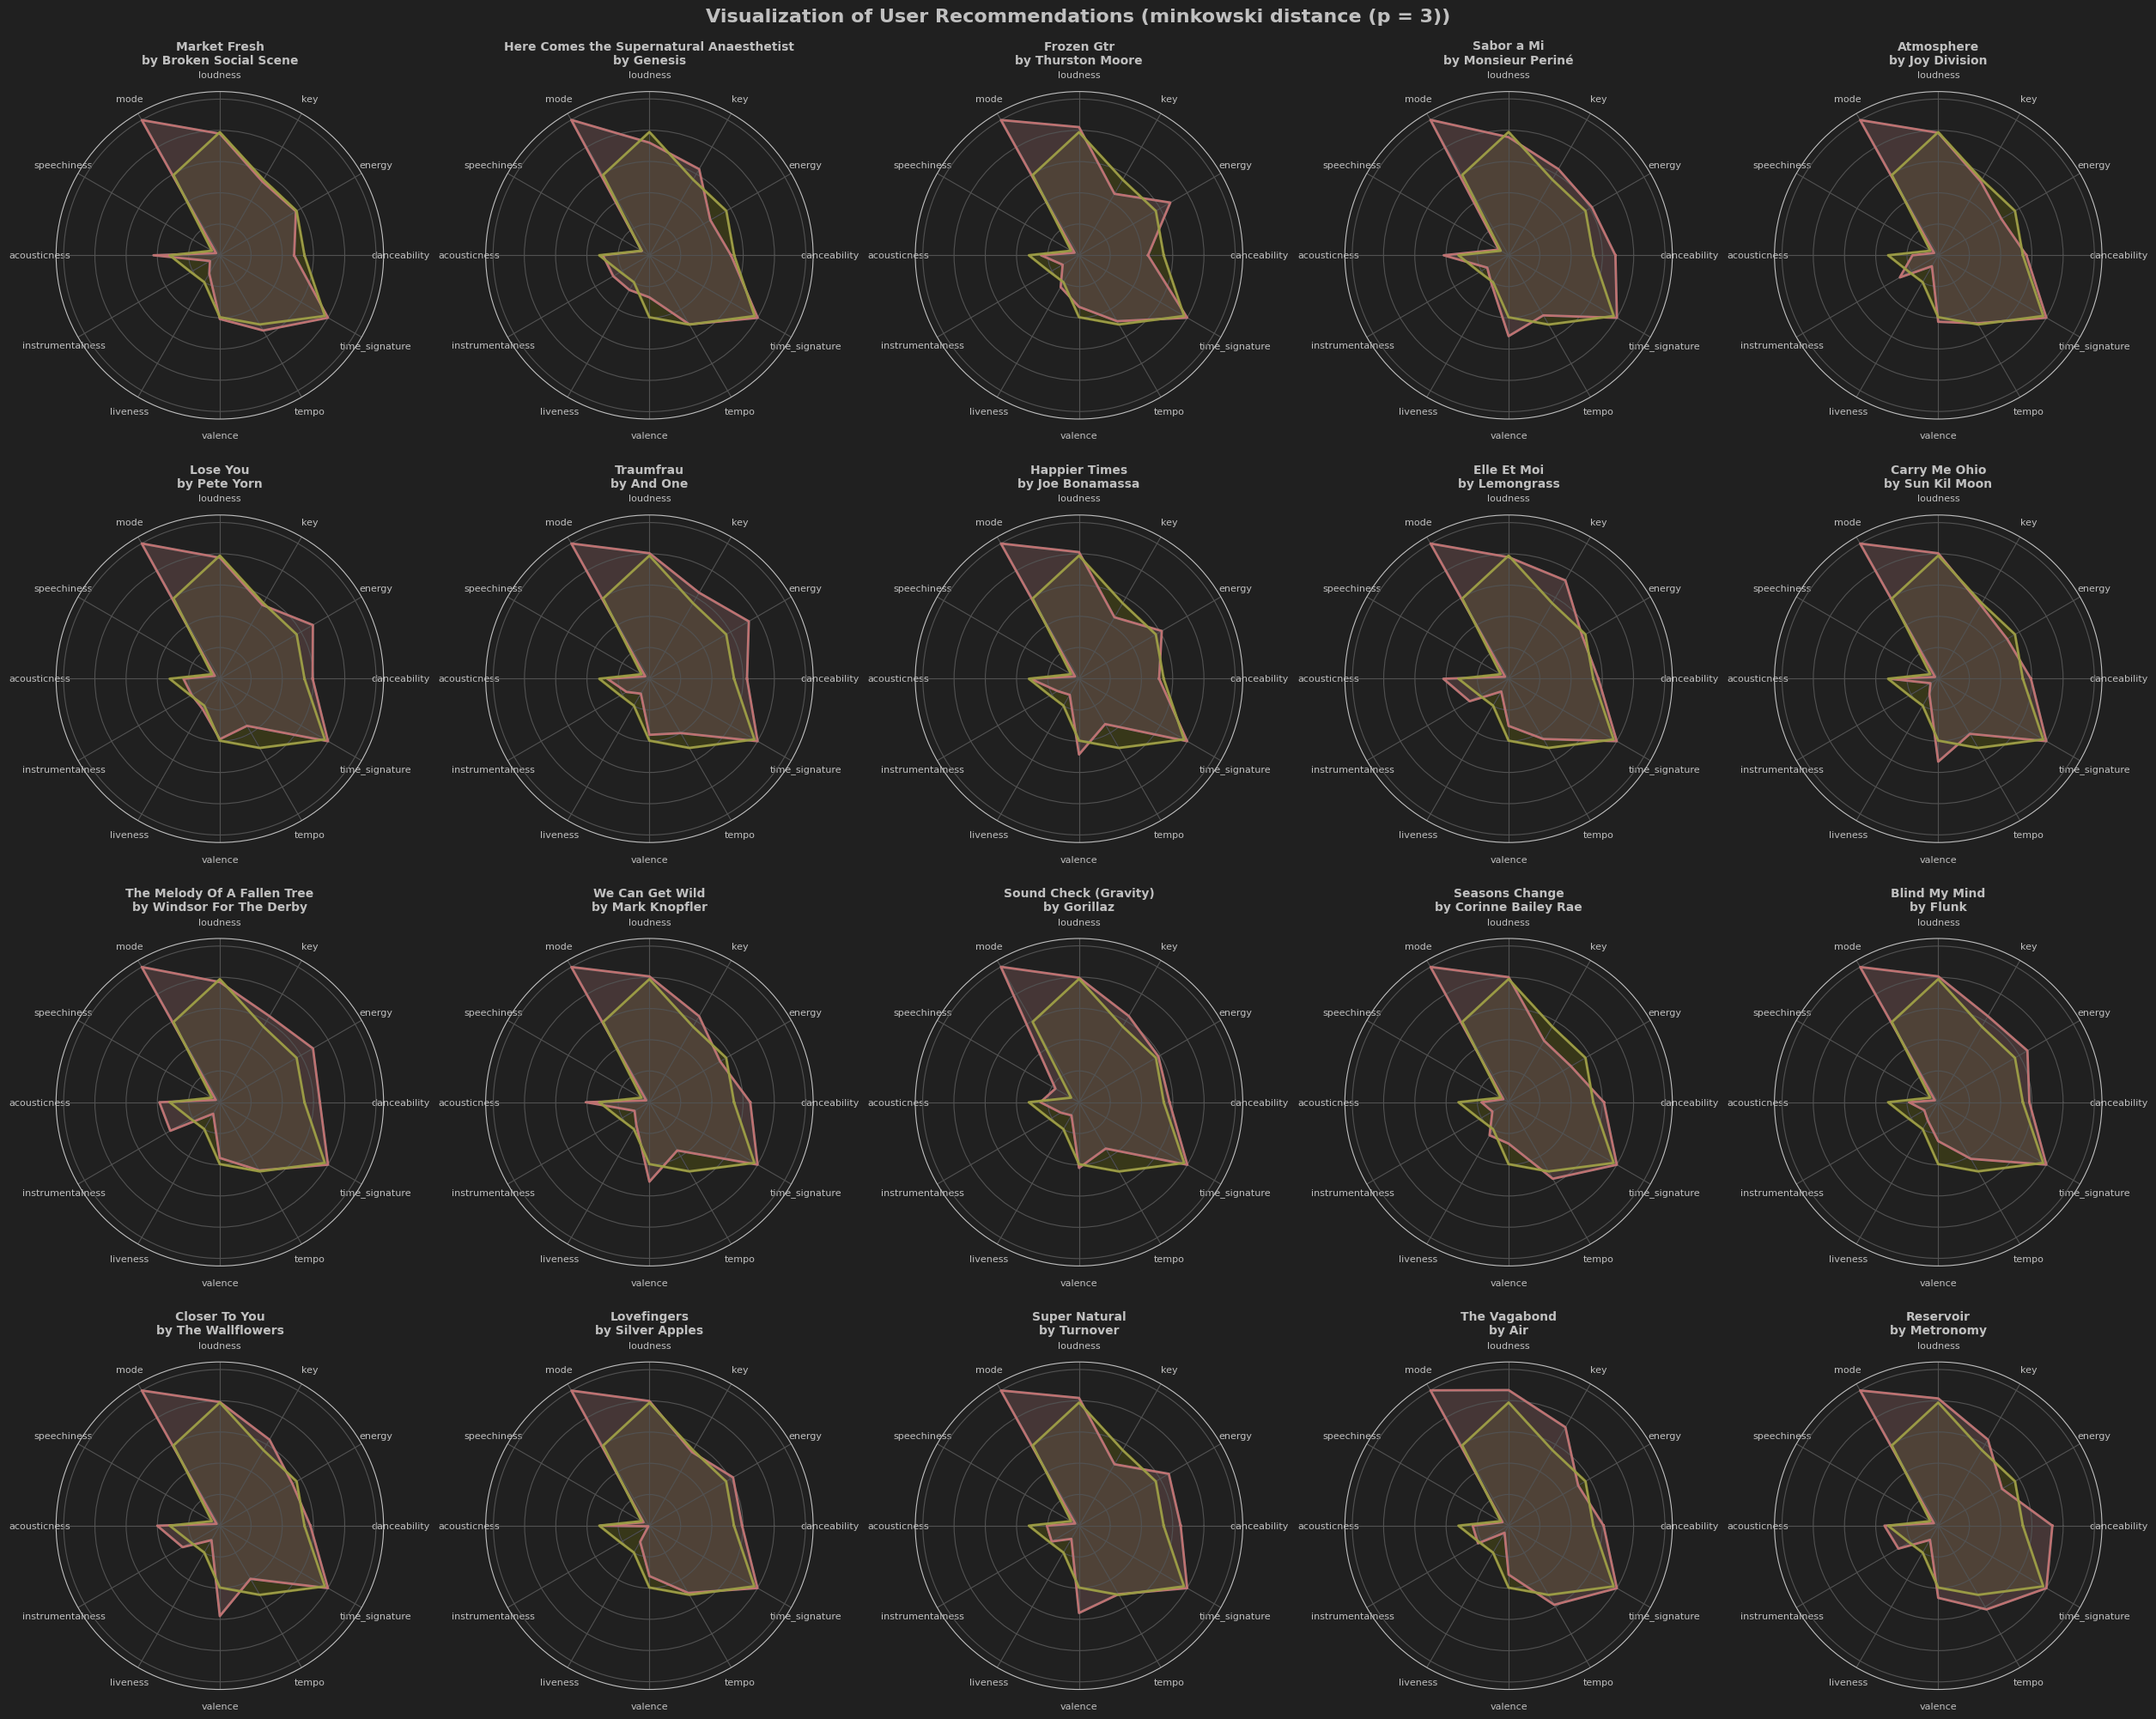 Visualization of User Recommendations (minkowski distance (p = 3))
Market Fresh
by Broken Social Scene
loudness
mode
key
speechiness
energy
acousticness
danceability
instrumentalness
time_signature
liveness
tempo
valence
Here Comes the Supernatural Anaesthetist
by Genesis
loudness
mode
key
speechiness
energy
acousticness
danceability
instrumentalness
time_signature
liveness
tempo
valence
Frozen Gtr
by Thurston Moore
loudness
mode
key
speechiness
energy
acousticness
danceability
instrumentalness
time_signature
liveness
tempo
valence
Sabor a Mi
by Monsieur Periné
loudness
mode
key
speechiness
energy
acousticness
danceability
instrumentalness
time_signature
liveness
tempo
valence
Atmosphere
by Joy Division
loudness
mode
key
speechiness
energy
acousticness
danceability
instrumentalness
time_signature
liveness
tempo
valence
Lose You
by Pete Yorn
loudness
mode
key
speechiness
energy
acousticness
danceability
instrumentalness
time_signature
liveness
tempo
valence
Traumfrau
by And One
loudness
mode
key
speechiness
energy
acousticness
danceability
instrumentalness
time_signature
liveness
tempo
valence
Happier Times
by Joe Bonamassa
loudness
mode
key
speechiness
energy
acousticness
danceability
instrumentalness
time_signature
liveness
tempo
valence
Elle Et Moi
by Lemongrass
loudness
mode
key
speechiness
energy
acousticness
danceability
instrumentalness
time_signature
liveness
tempo
valence
Carry Me Ohio
by Sun Kil Moon
loudness
mode
key
speechiness
energy
acousticness
danceability
instrumentalness
time_signature
liveness
tempo
valence
The Melody Of A Fallen Tree
by Windsor For The Derby
loudness
mode
key
speechiness
energy
acousticness
danceability
instrumentalness
time_signature
liveness
tempo
valence
We Can Get Wild
by Mark Knopfler
loudness
mode
key
speechiness
energy
acousticness
danceability
instrumentalness
time_signature
liveness
tempo
valence
Sound Check (Gravity)
by Gorillaz
loudness
mode
key
speechiness
energy
acousticness
danceability
instrumentalness
time_signature
liveness
tempo
valence
Seasons Change
by Corinne Bailey Rae
loudness
mode
key
speechiness
energy
acousticness
danceability
instrumentalness
time_signature
liveness
tempo
valence
Blind My Mind
by Flunk
loudness
mode
key
speechiness
energy
acousticness
danceability
instrumentalness
time_signature
liveness
tempo
valence
Closer To You
by The Wallflowers
loudness
mode
key
speechiness
energy
acousticness
danceability
instrumentalness
time_signature
liveness
tempo
valence
Lovefingers
by Silver Apples
loudness
mode
key
speechiness
energy
acousticness
danceability
instrumentalness
time_signature
liveness
tempo
valence
Super Natural
by Turnover
loudness
mode
key
speechiness
energy
acousticness
danceability
instrumentalness
time_signature
liveness
tempo
valence
The Vagabond
by Air
loudness
mode
key
speechiness
energy
acousticness
danceability
instrumentalness
time_signature
liveness
tempo
valence
Reservoir
by Metronomy
loudness
mode
key
speechiness
energy
acousticness
danceability
instrumentalness
time_signature
liveness
tempo
valence